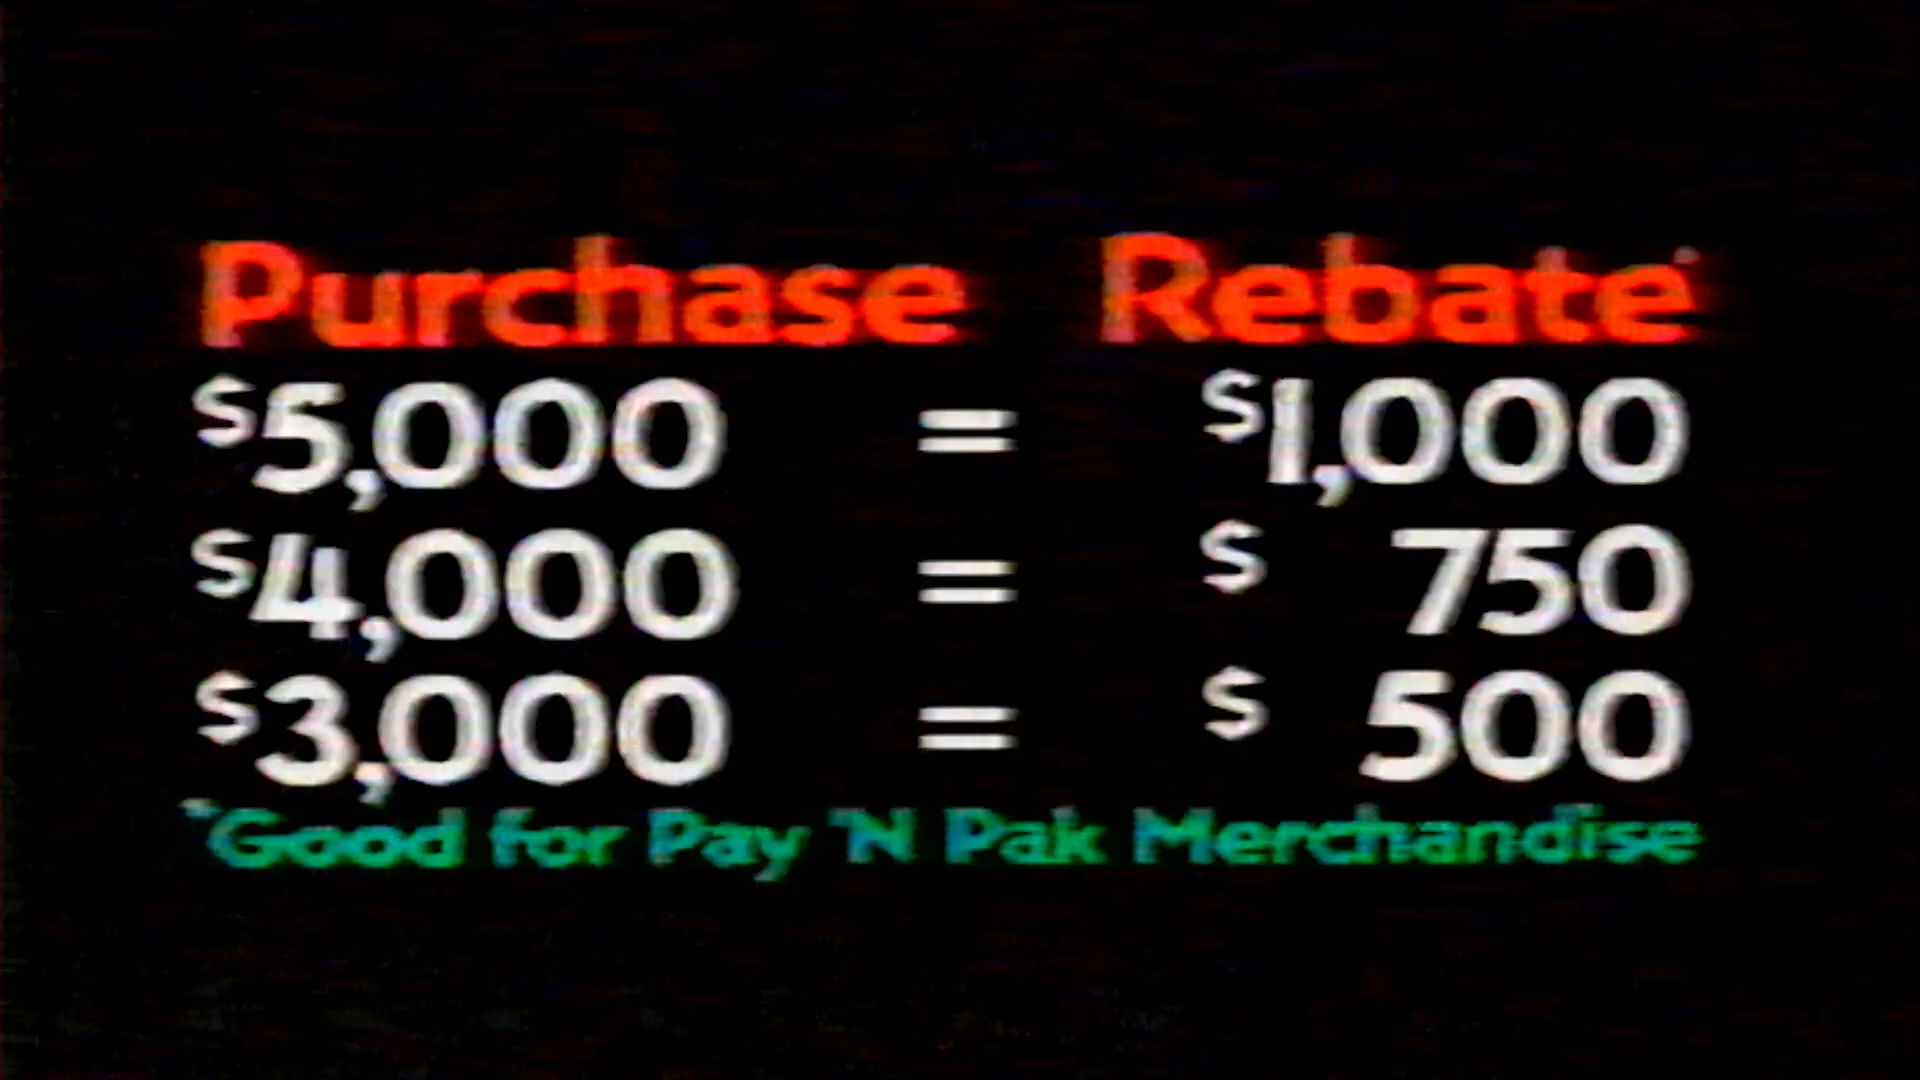 Purchase Rebate*
$5,000 = $1,000
$4,000 = $ 750
$3,000 = $ 500
*Good for Pay 'N Pak Merchandise